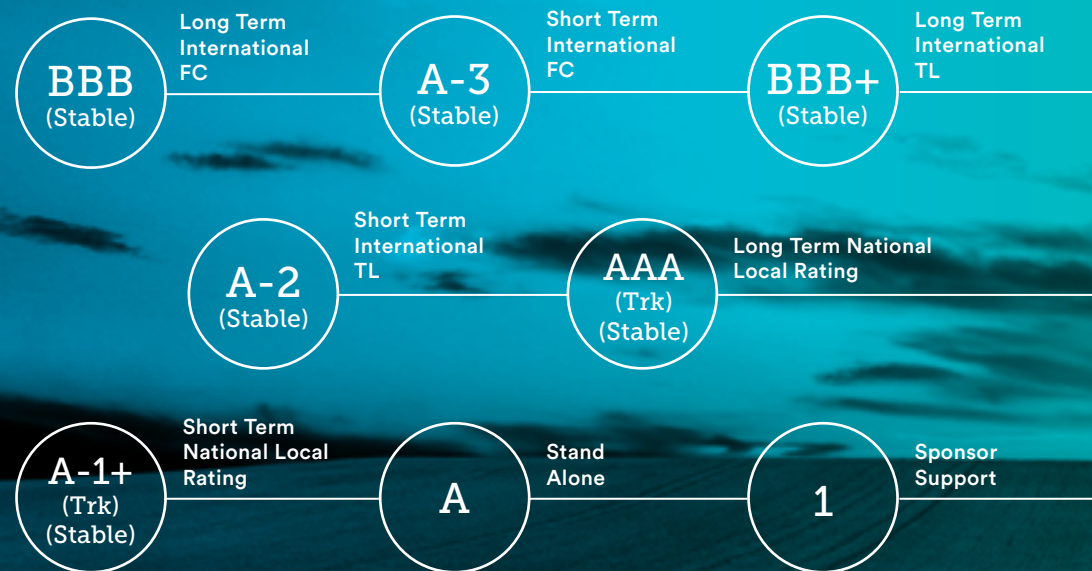 BBB
(Stable)
Long Term
International
FC
A-3
(Stable)
Short Term
International
FC
BBB+
(Stable)
Long Term
International
TL
A-2
(Stable)
Short Term
International
TL
AAA
(Trk)
(Stable)
Long Term National
Local Rating
A-1+
(Trk)
(Stable)
Short Term
National Local
Rating
A
Stand
Alone
1
Sponsor
Support